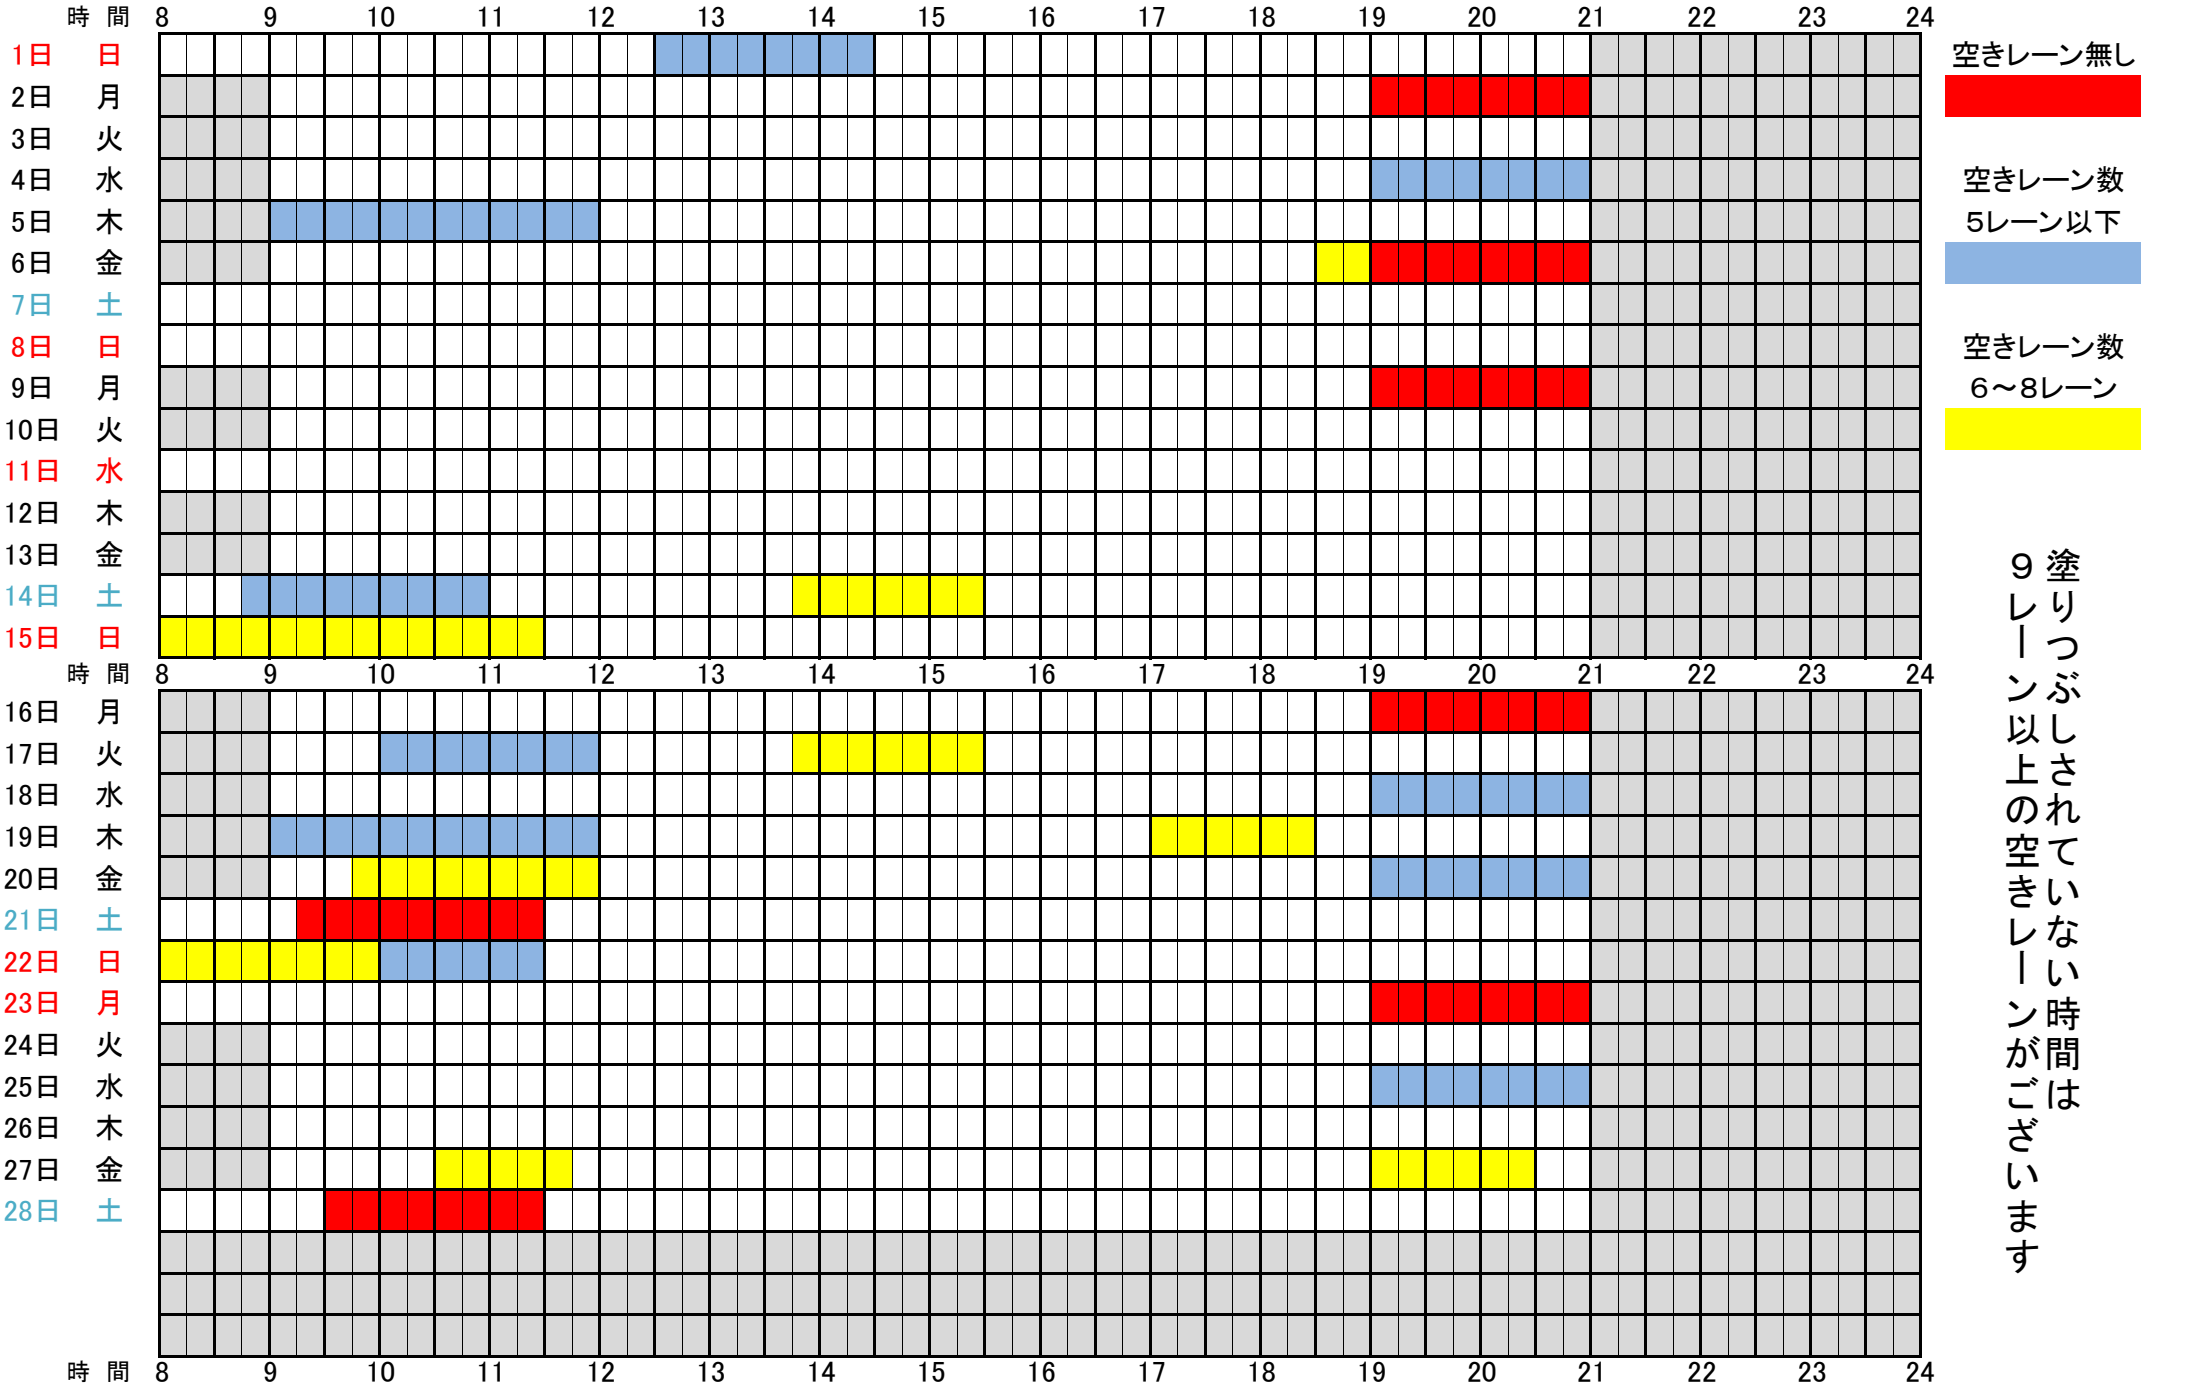 時 間 8 9 10 11 12 13 14 15 16 17 18 19 20 21 22 23 24
1日 日
2日 月
3日 火
4日 水
5日 木
6日 金
7日 土
8日 日
9日 月
10日 火
11日 水
12日 木
13日 金
14日 土
15日 日
時 間 8 9 10 11 12 13 14 15 16 17 18 19 20 21 22 23 24
16日 月
17日 火
18日 水
19日 木
20日 金
21日 土
22日 日
23日 月
24日 火
25日 水
26日 木
27日 金
28日 土
時 間 8 9 10 11 12 13 14 15 16 17 18 19 20 21 22 23 24
空きレーン無し
空きレーン数
5レーン以下
空きレーン数
6～8レーン
塗りつぶしされていない時間は
９レーン以上の空きレーンがございます